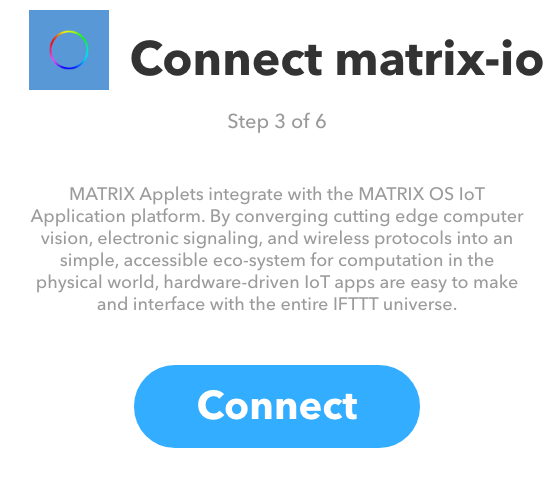 Connect matrix-io
Step 3 of 6
MATRIX Applets integrate with the MATRIX OS IoT
Application platform. By converging cutting edge computer
vision, electronic signaling, and wireless protocols into an
simple, accessible eco-system for computation in the
physical world, hardware-driven IoT apps are easy to make
and interface with the entire IFTTT universe.
Connect